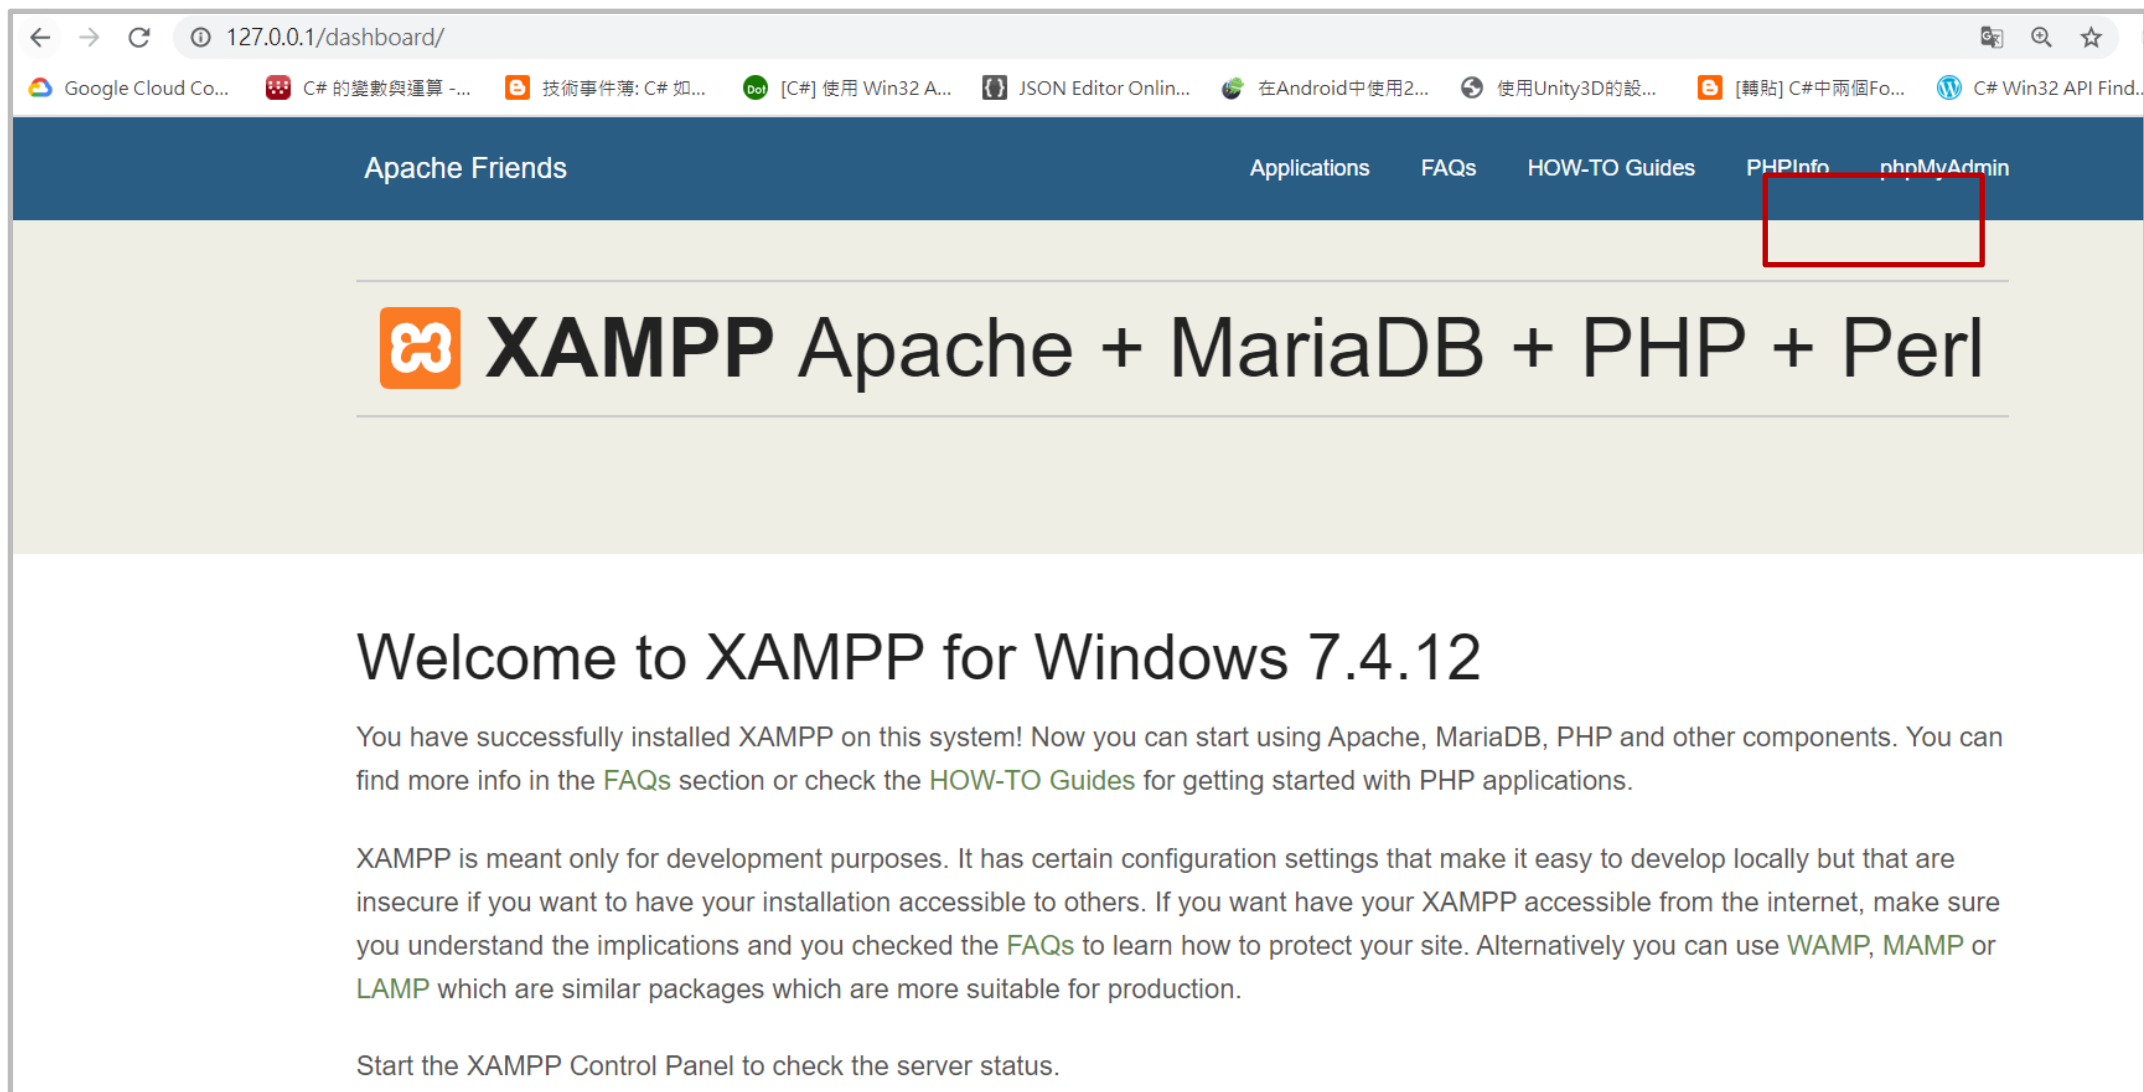 127.0.0.1/dashboard/
Google Cloud Co... C# 的變數與運算 -... 技術事件薄: C# 如... [C#] 使用 Win32 A... JSON Editor Onlin... 在Android中使用2... 使用Unity3D的設... [轉貼] C#中兩個Fo... C# Win32 API Find...
Apache Friends Applications FAQs HOW-TO Guides PHPInfo phpMyAdmin
XAMPP Apache + MariaDB + PHP + Perl
Welcome to XAMPP for Windows 7.4.12
You have successfully installed XAMPP on this system! Now you can start using Apache, MariaDB, PHP and other components. You can
find more info in the FAQs section or check the HOW-TO Guides for getting started with PHP applications.
XAMPP is meant only for development purposes. It has certain configuration settings that make it easy to develop locally but that are
insecure if you want to have your installation accessible to others. If you want have your XAMPP accessible from the internet, make sure
you understand the implications and you checked the FAQs to learn how to protect your site. Alternatively you can use WAMP, MAMP or
LAMP which are similar packages which are more suitable for production.
Start the XAMPP Control Panel to check the server status.